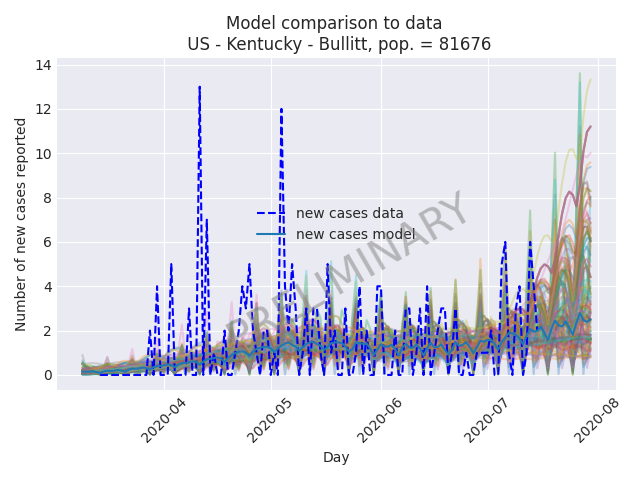 Model comparison to data
US - Kentucky - Bullitt, pop. = 81676
Number of new cases reported
14
12
10
8
6
4
2
0
new cases data
new cases model
PRELIMINARY
2020-04
2020-05
2020-06
2020-07
2020-08
Day